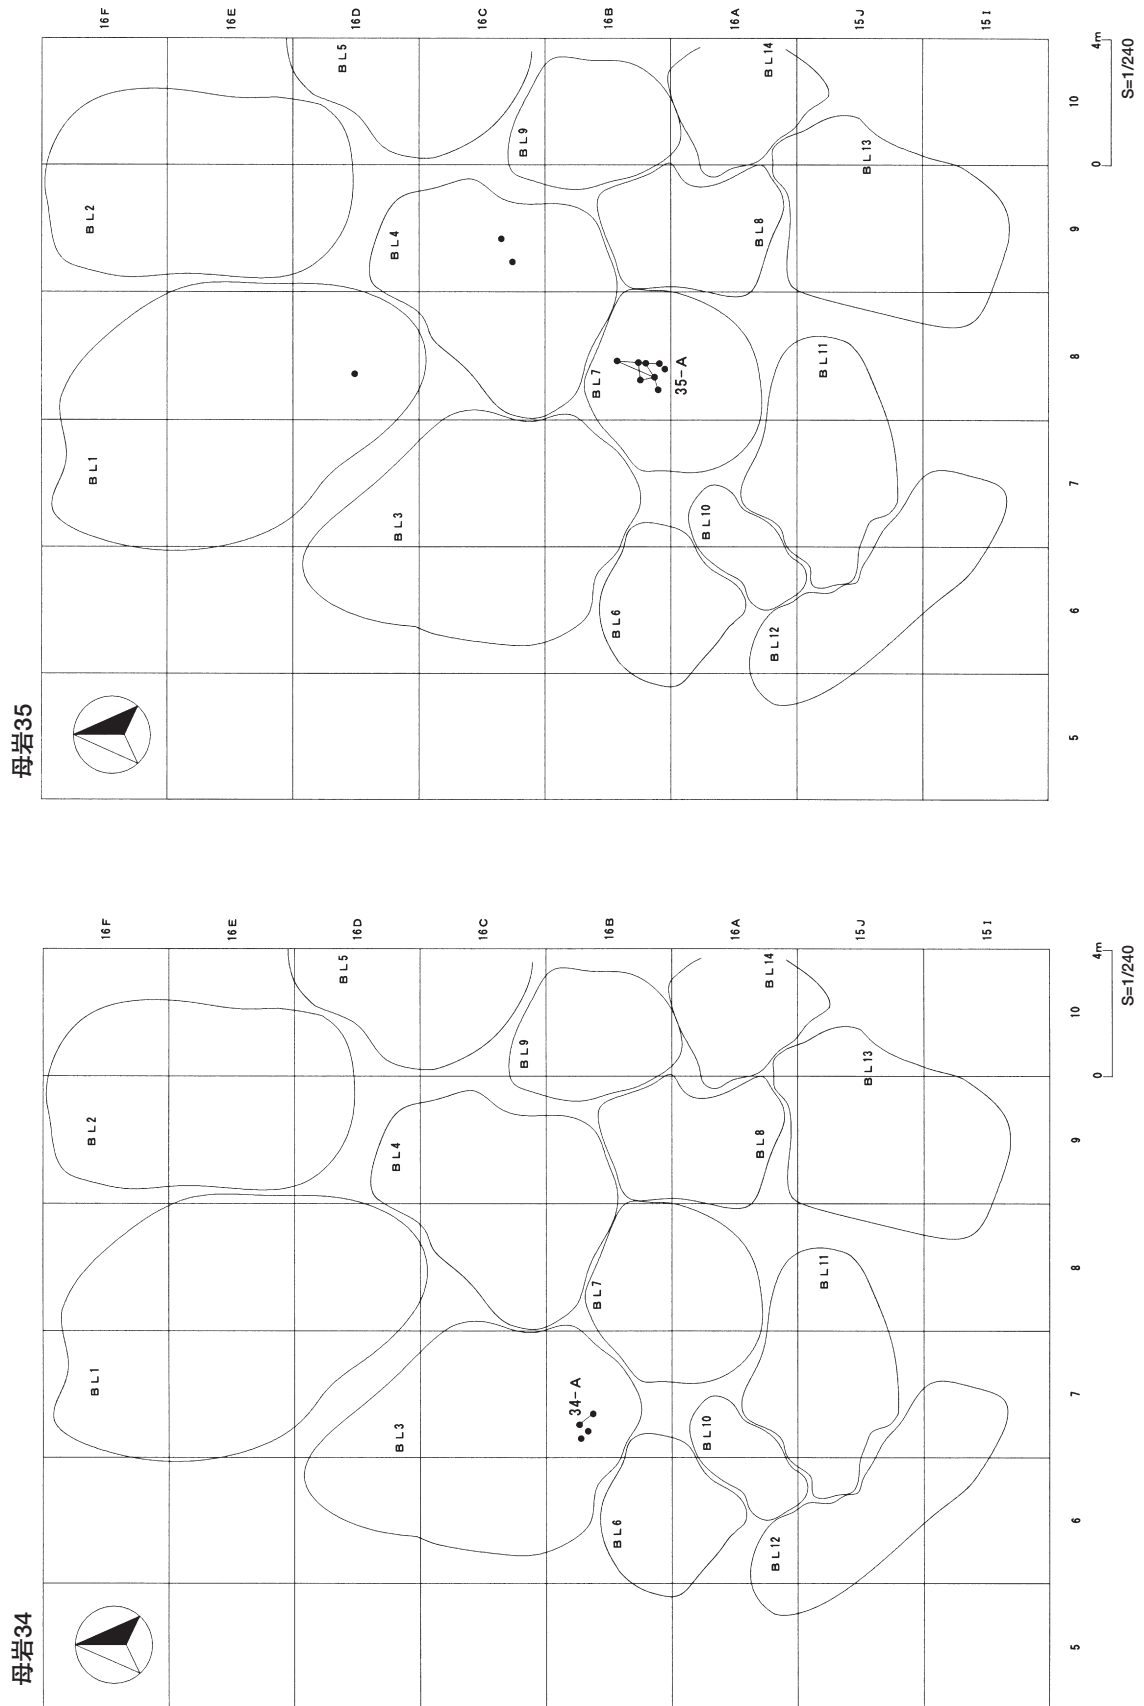 母岩35
16F
16E
16D
16C
16B
16A
15J
15I
BL5
BL14
BL2
BL9
BL13
BL4
BL8
BL1
BL7
35-A
BL11
BL3
BL10
BL6
BL12
10
9
8
7
6
5
0
4m
S=1/240
母岩34
16F
16E
16D
16C
16B
16A
15J
15I
BL5
BL14
BL2
BL9
BL13
BL4
BL8
BL1
BL7
BL11
BL3
34-A
BL10
BL6
BL12
10
9
8
7
6
5
0
4m
S=1/240